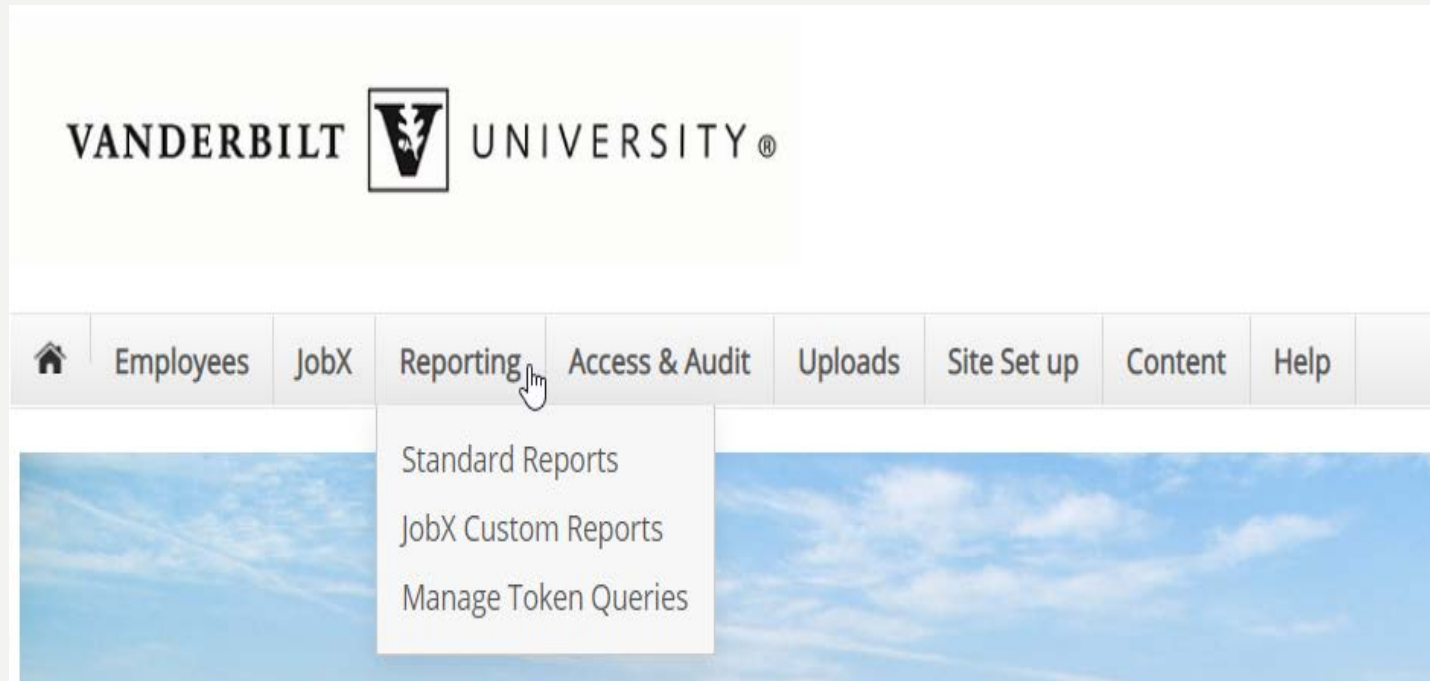 VANDERBILT V UNIVERSITY®
Employees JobX Reporting Access & Audit Uploads Site Set up Content Help
Standard Reports
JobX Custom Reports
Manage Token Queries